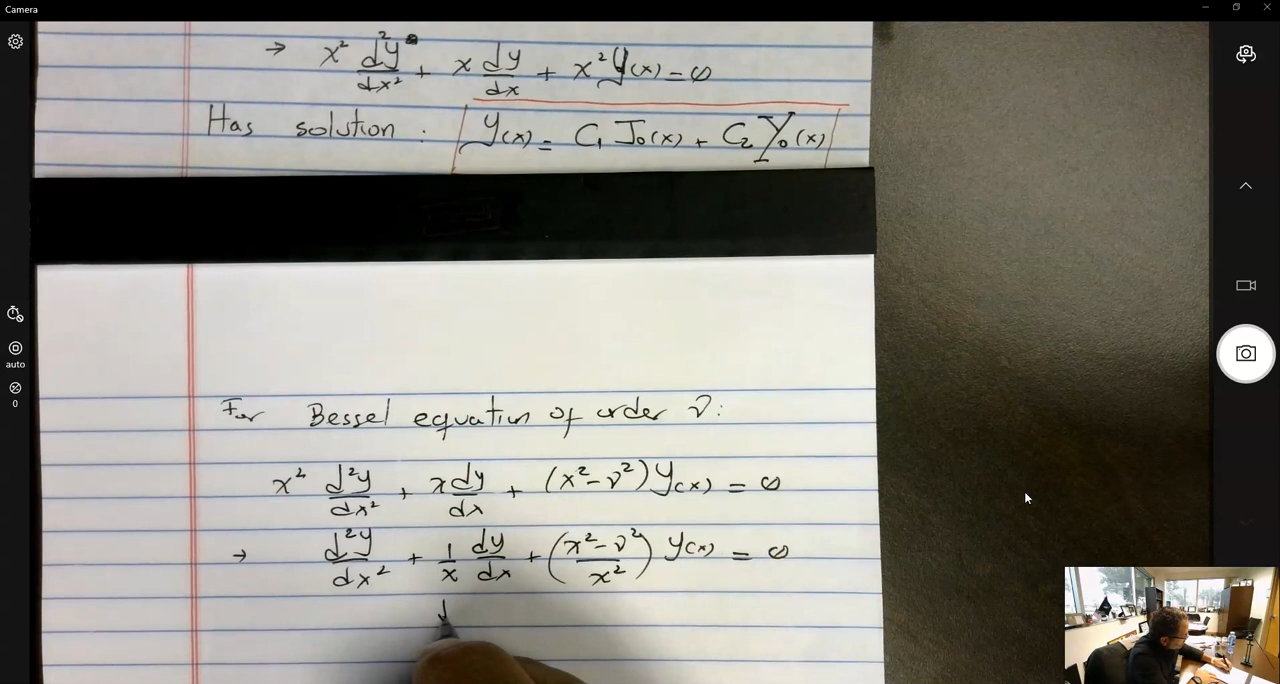 Camera
→ x² d²y/dx² + x dy/dx + x² y(x) = 0
Has solution : y(x) = C₁ J₀(x) + C₂ Y₀(x)
auto
0
For Bessel equation of order ν:
x² d²y/dx² + x dy/dx + (x² - ν²) y(x) = 0
→ d²y/dx² + 1/x dy/dx + ((x² - ν²)/x²) y(x) = 0